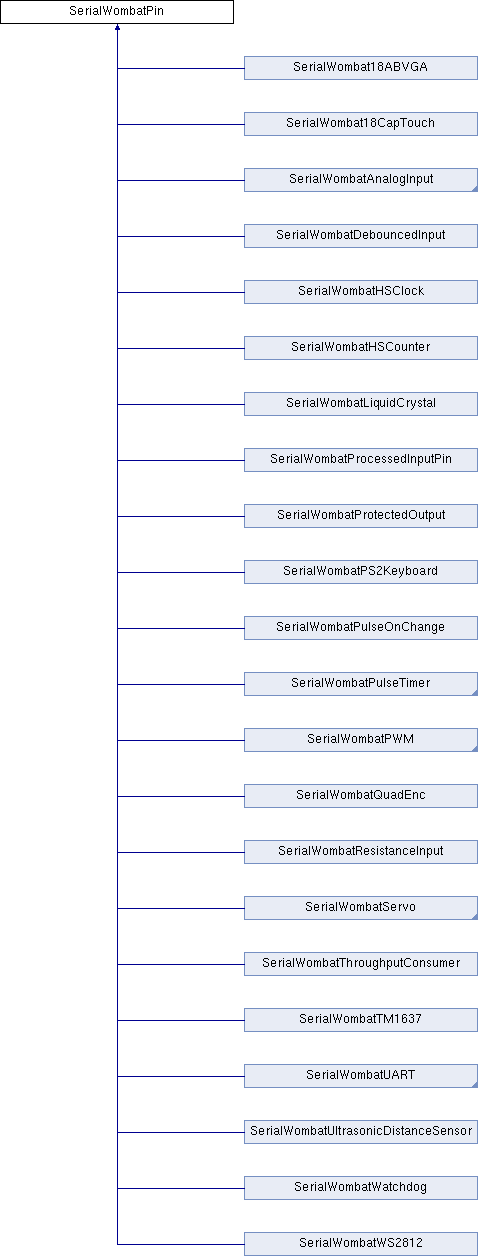 SerialWombatPin
SerialWombat18ABVGA
SerialWombat18CapTouch
SerialWombatAnalogInput
SerialWombatDebouncedInput
SerialWombatHSClock
SerialWombatHSCounter
SerialWombatLiquidCrystal
SerialWombatProcessedInputPin
SerialWombatProtectedOutput
SerialWombatPS2Keyboard
SerialWombatPulseOnChange
SerialWombatPulseTimer
SerialWombatPWM
SerialWombatQuadEnc
SerialWombatResistanceInput
SerialWombatServo
SerialWombatThroughputConsumer
SerialWombatTM1637
SerialWombatUART
SerialWombatUltrasonicDistanceSensor
SerialWombatWatchdog
SerialWombatWS2812